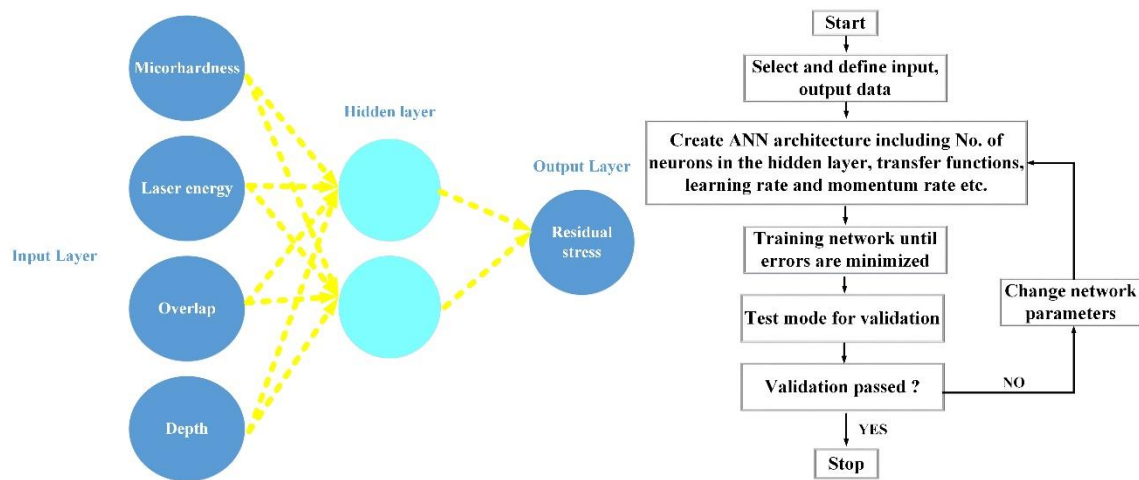 Micorhardness
Hidden layer
Laser energy
Output Layer
Input Layer
Residual
stress
Overlap
Depth
Start
Select and define input,
output data
Create ANN architecture including No. of
neurons in the hidden layer, transfer functions,
learning rate and momentum rate etc.
Training network until
errors are minimized
Change network
parameters
Test mode for validation
Validation passed ?
NO
YES
Stop